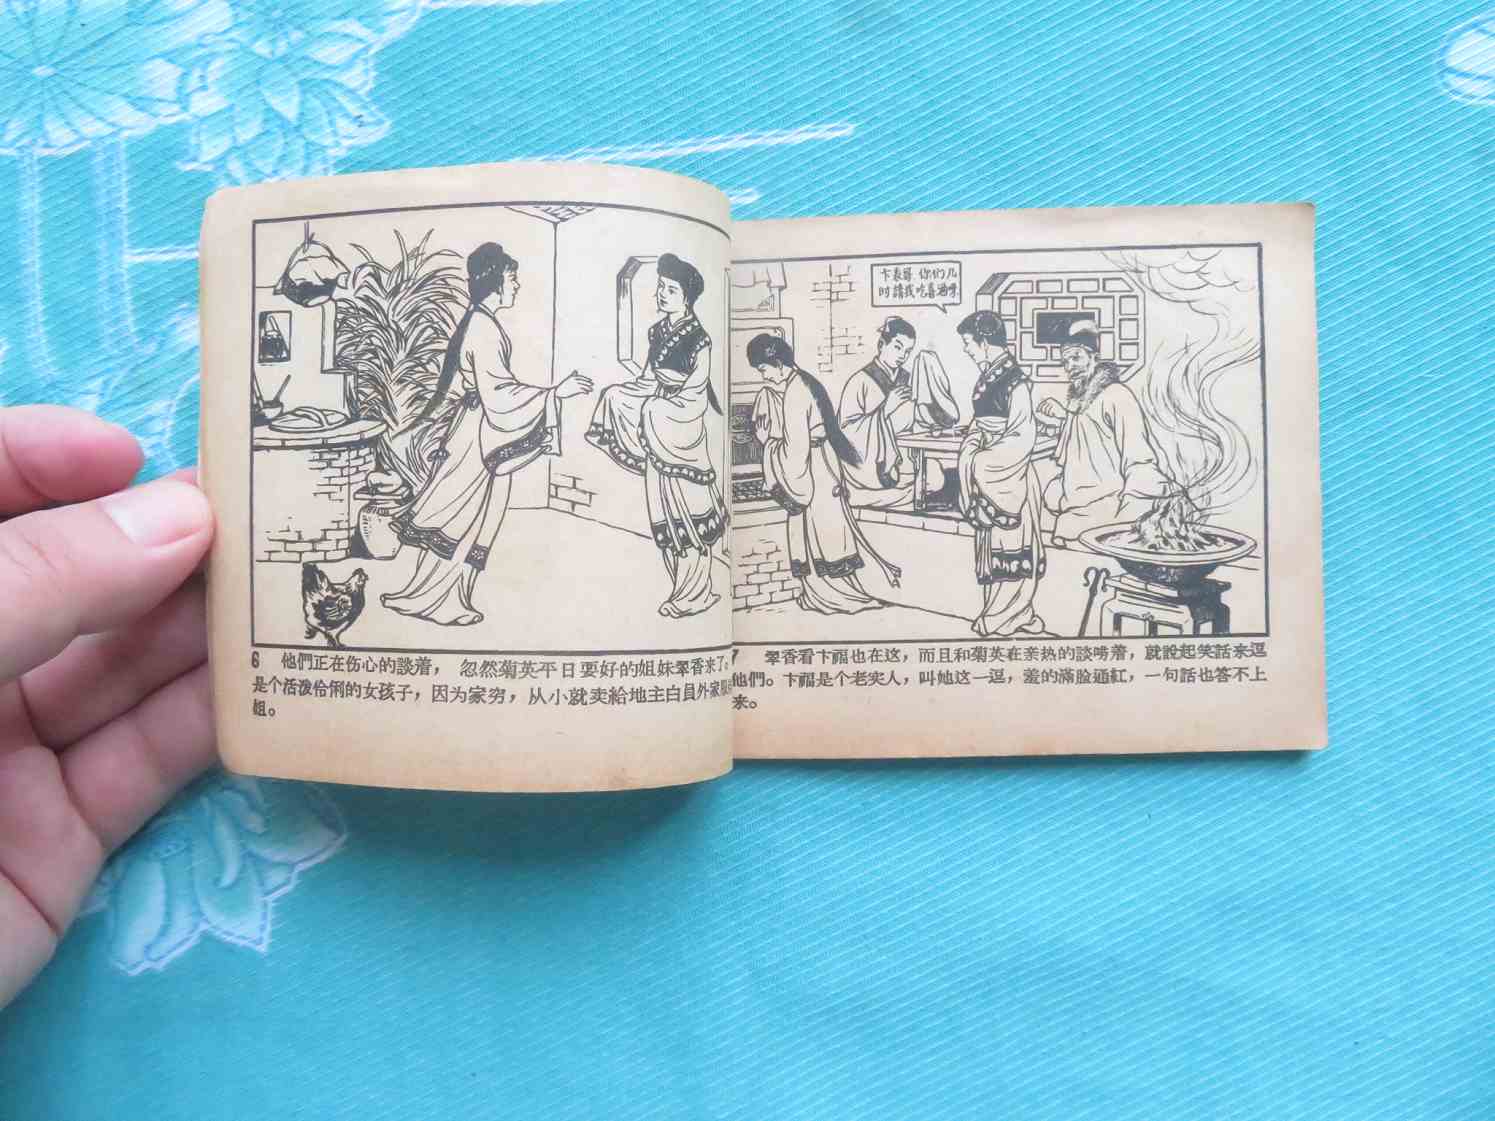 6　他們正在伤心的談着，忽然菊英平日要好的姐妹翠香来了。
是个活泼伶俐的女孩子，因为家穷，从小就卖給地主白員外家
姐。
卞表哥 你們几
时請我吃喜酒呀
7　翠香看卞福也在这，而且和菊英在亲热的談嘮着，就說起笑話来逗
他們。卞福是个老实人，叫她这一逗，羞的滿脸通紅，一句話也答不上
来。